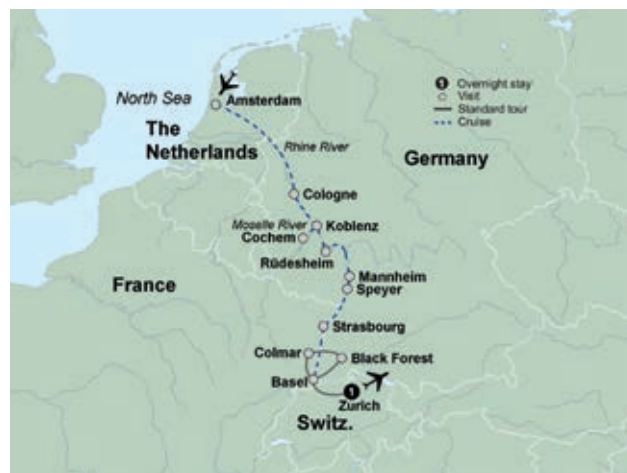 1 Overnight stay
Visit
Standard tour
Cruise
North Sea
Amsterdam
The
Netherlands
Rhine River
Germany
Cologne
Moselle River
Koblenz
Cochem
Rüdesheim
France
Mannheim
Speyer
Strasbourg
Colmar
Black Forest
Basel
1
Zurich
Switz.